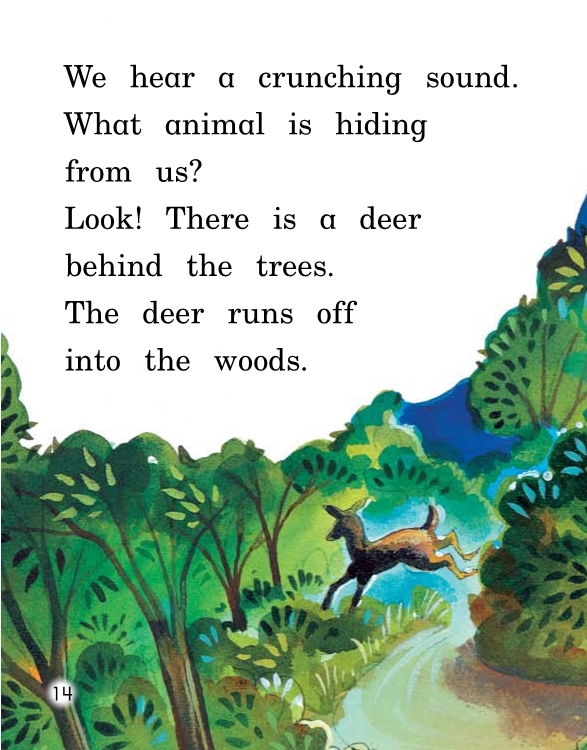 We hear a crunching sound.
What animal is hiding
from us?
Look! There is a deer
behind the trees.
The deer runs off
into the woods.
14